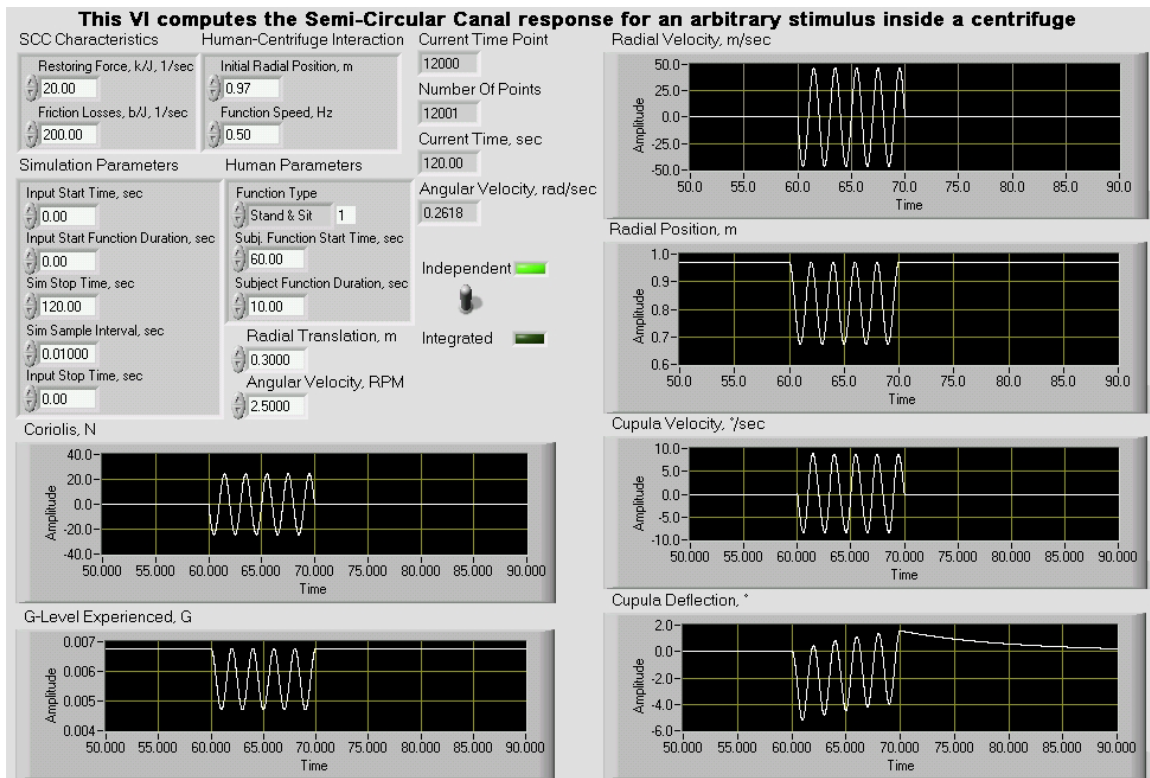 This VI computes the Semi-Circular Canal response for an arbitrary stimulus inside a centrifuge
SCC Characteristics
Restoring Force, k/J, 1/sec
20.00
Friction Losses, b/J, 1/sec
200.00
Human-Centrifuge Interaction
Initial Radial Position, m
0.97
Function Speed, Hz
0.50
Current Time Point
12000
Number Of Points
12001
Current Time, sec
120.00
Angular Velocity, rad/sec
0.2618
Simulation Parameters
Input Start Time, sec
0.00
Input Start Function Duration, sec
0.00
Sim Stop Time, sec
120.00
Sim Sample Interval, sec
0.01000
Input Stop Time, sec
0.00
Human Parameters
Function Type
Stand & Sit 1
Subj. Function Start Time, sec
60.00
Subject Function Duration, sec
10.00
Radial Translation, m
0.3000
Angular Velocity, RPM
2.5000
Independent
Integrated
Radial Velocity, m/sec
Amplitude
50.0
25.0
0.0
-25.0
-50.0
50.0 55.0 60.0 65.0 70.0 75.0 80.0 85.0 90.0
Time
Radial Position, m
Amplitude
1.0
0.9
0.8
0.7
0.6
50.0 55.0 60.0 65.0 70.0 75.0 80.0 85.0 90.0
Time
Cupula Velocity, °/sec
Amplitude
10.0
5.0
0.0
-5.0
-10.0
50.000 55.000 60.000 65.000 70.000 75.000 80.000 85.000 90.000
Time
Cupula Deflection, °
Amplitude
2.0
0.0
-2.0
-4.0
-6.0
50.000 55.000 60.000 65.000 70.000 75.000 80.000 85.000 90.000
Time
Coriolis, N
Amplitude
40.0
20.0
0.0
-20.0
-40.0
50.000 55.000 60.000 65.000 70.000 75.000 80.000 85.000 90.000
Time
G-Level Experienced, G
Amplitude
0.007
0.006
0.005
0.004
50.000 55.000 60.000 65.000 70.000 75.000 80.000 85.000 90.000
Time